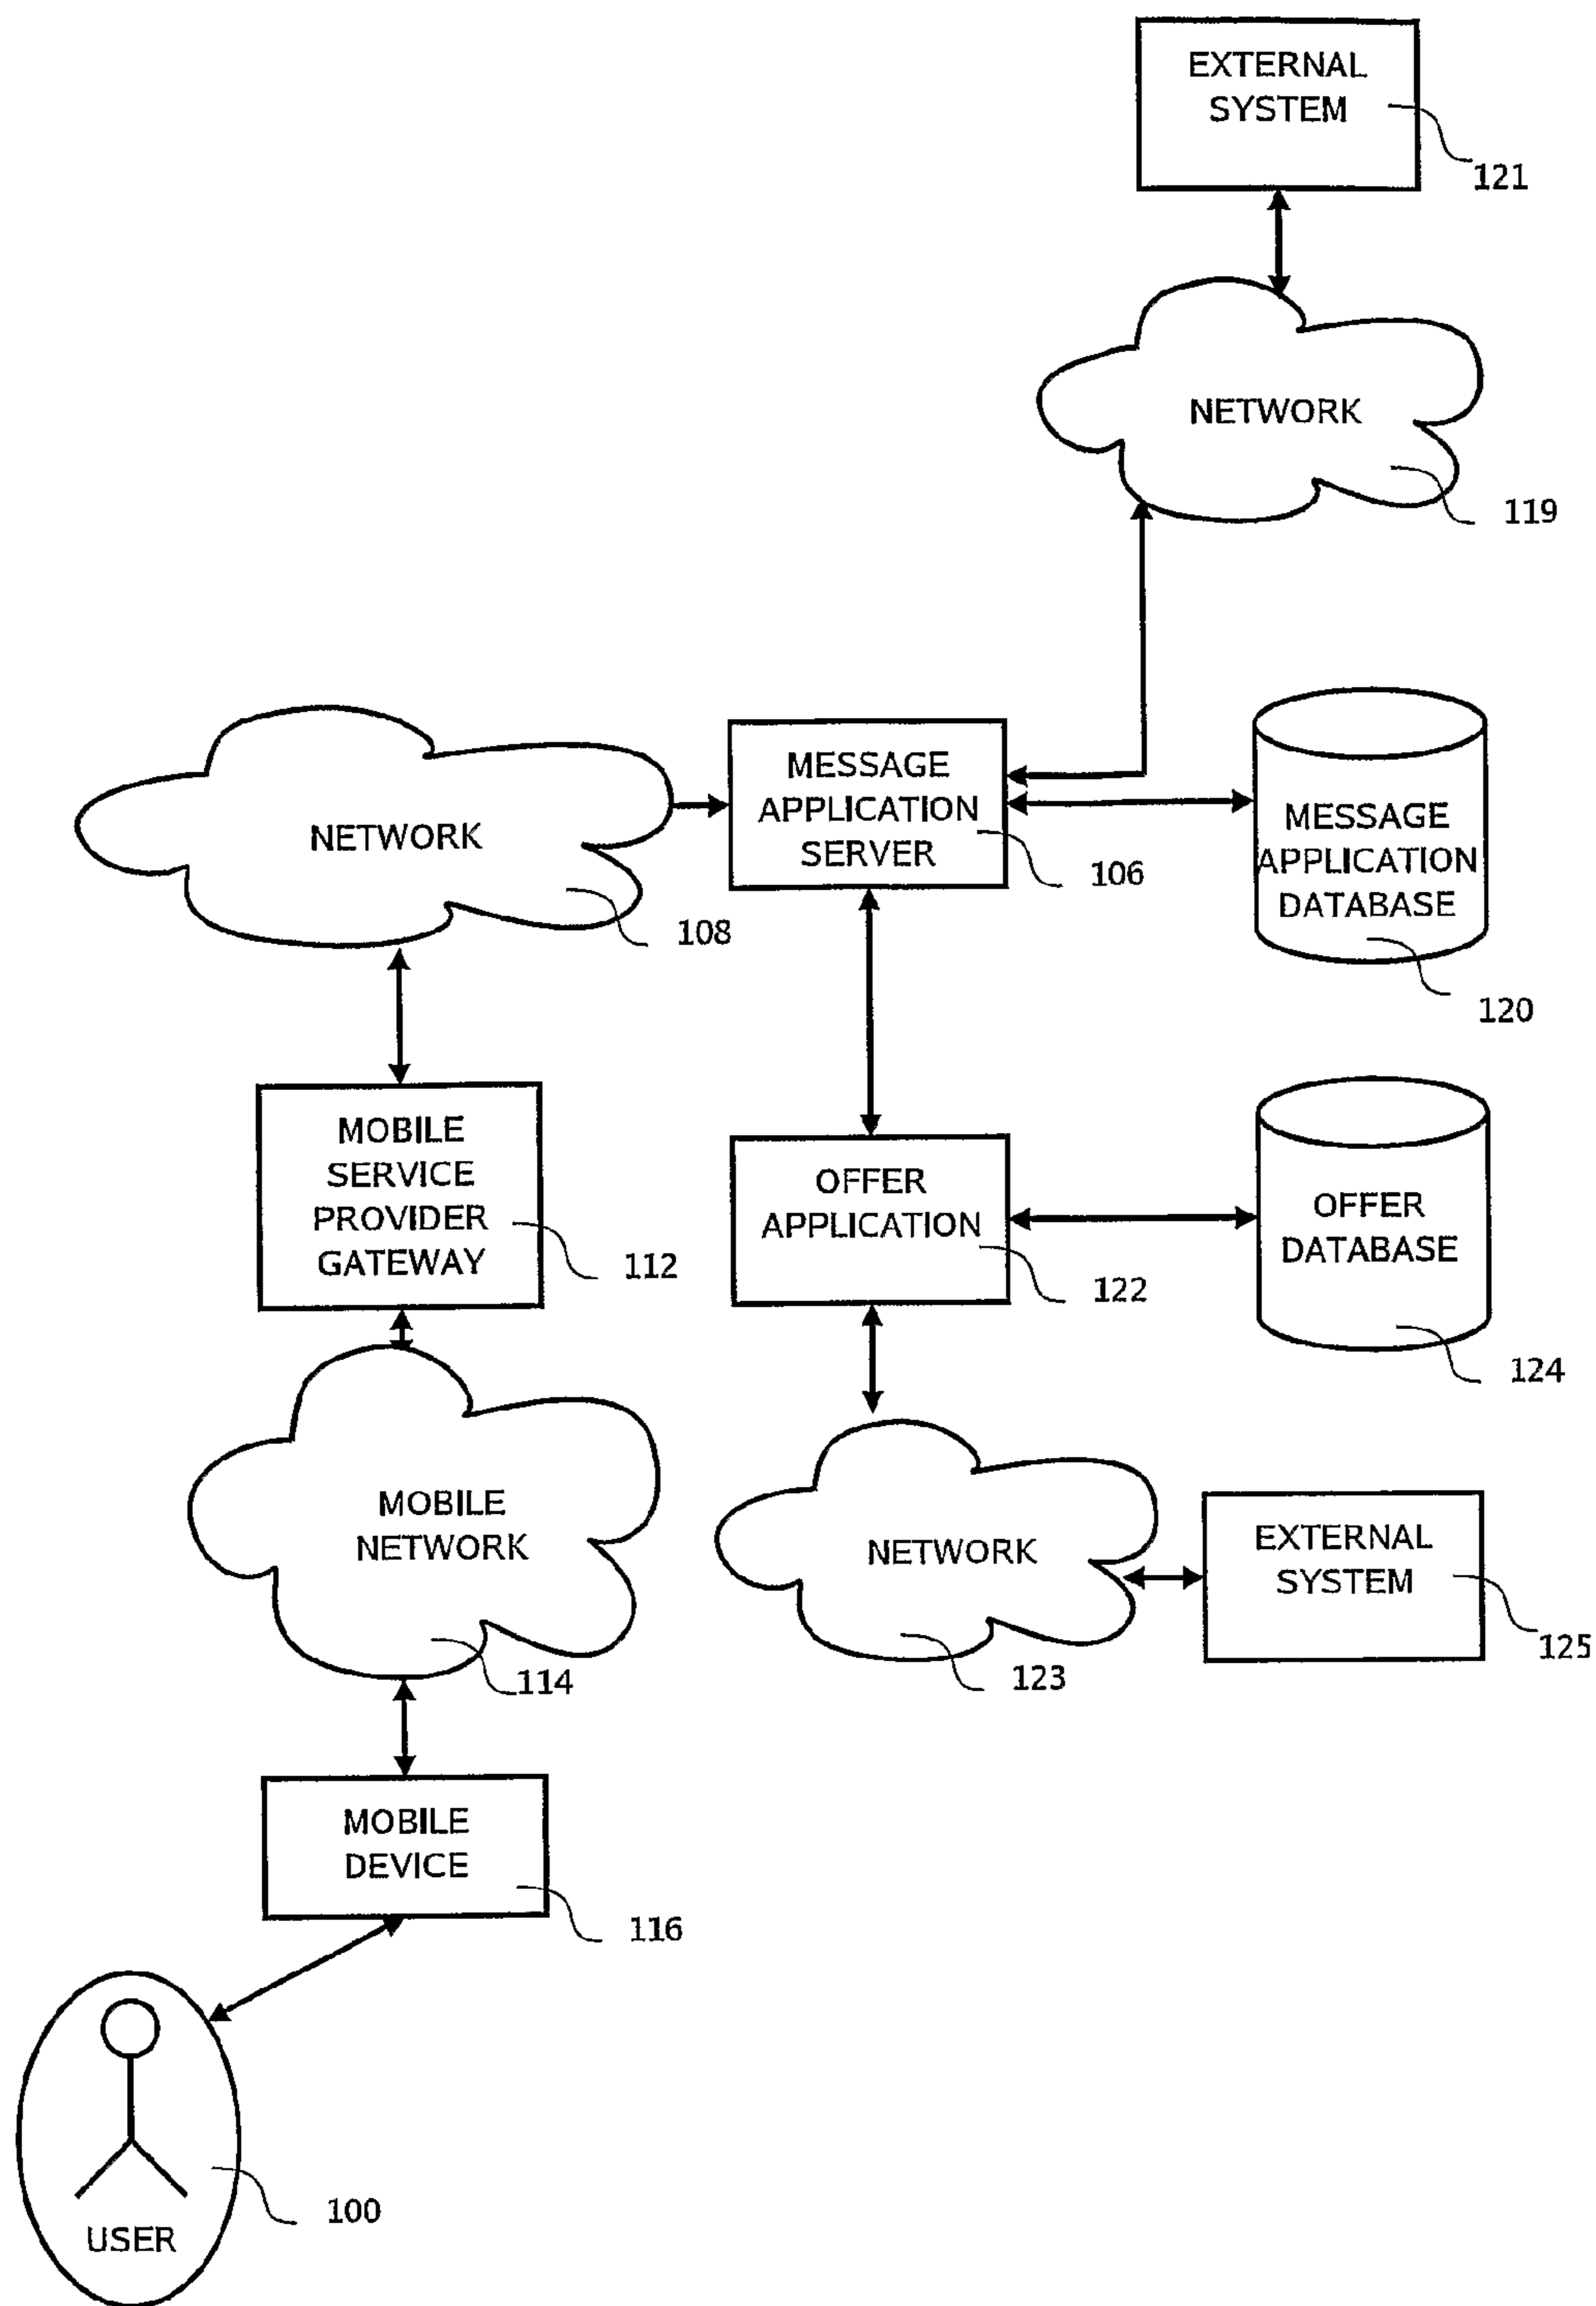 EXTERNAL
SYSTEM
121
NETWORK
119
MESSAGE
APPLICATION
SERVER
106
MESSAGE
APPLICATION
DATABASE
120
NETWORK
108
MOBILE
SERVICE
PROVIDER
GATEWAY
112
OFFER
APPLICATION
122
OFFER
DATABASE
124
MOBILE
NETWORK
114
NETWORK
123
EXTERNAL
SYSTEM
125
MOBILE
DEVICE
116
USER
100